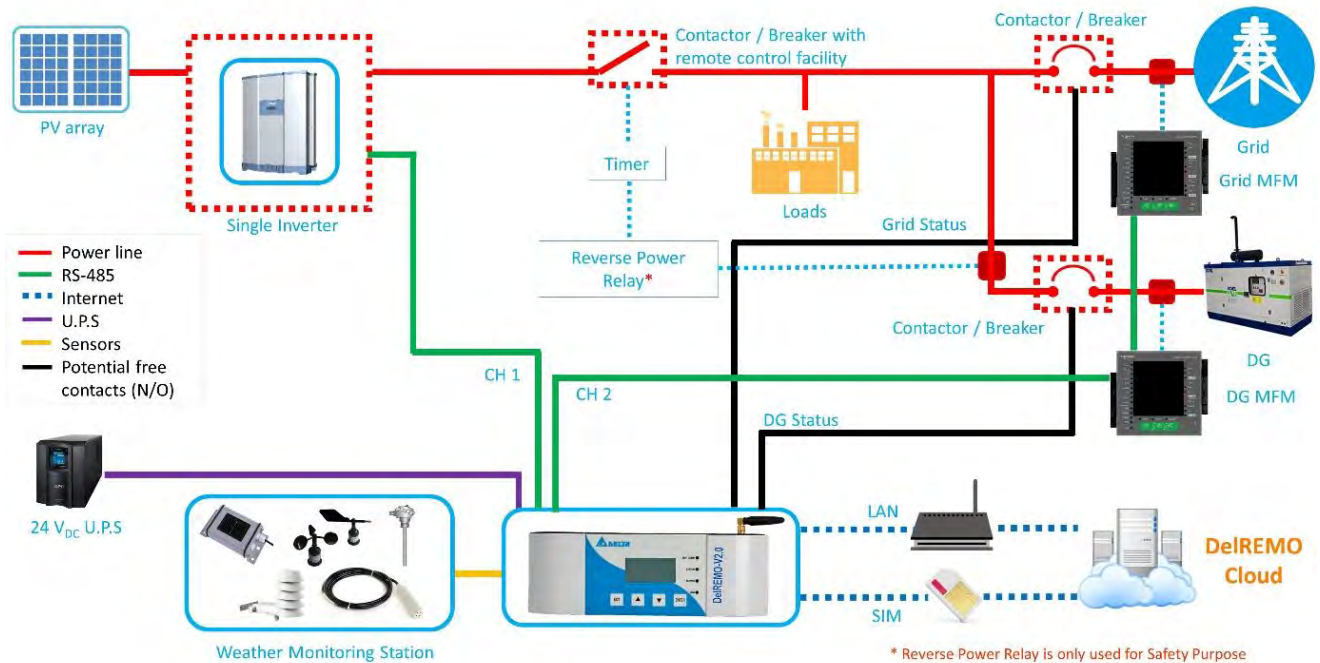 PV array
Single Inverter
Contactor / Breaker with
remote control facility
Contactor / Breaker
Timer
Loads
Grid
Grid MFM
Grid Status
Reverse Power
Relay*
Contactor / Breaker
DG
DG MFM
Power line
RS-485
Internet
U.P.S
Sensors
Potential free
contacts (N/O)
CH 1
CH 2
DG Status
24 VDC U.P.S
Weather Monitoring Station
DELTA
DelREMO-V2.0
LAN
SIM
DelREMO
Cloud
* Reverse Power Relay is only used for Safety Purpose